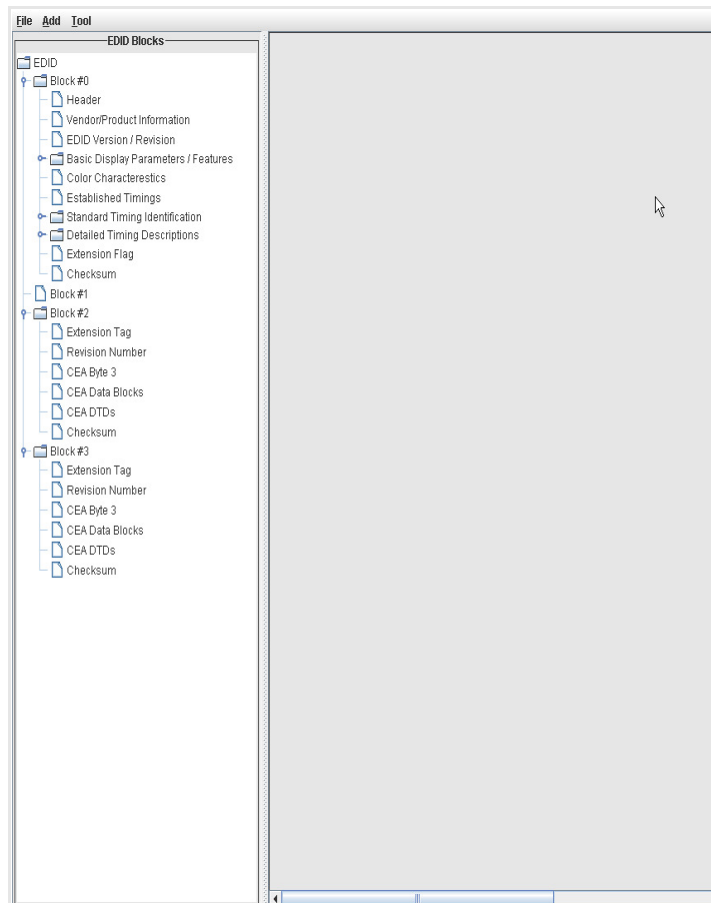 File Add Tool
EDID Blocks
EDID
Block #0
Header
Vendor/Product Information
EDID Version / Revision
Basic Display Parameters / Features
Color Characterestics
Established Timings
Standard Timing Identification
Detailed Timing Descriptions
Extension Flag
Checksum
Block #1
Block #2
Extension Tag
Revision Number
CEA Byte 3
CEA Data Blocks
CEA DTDs
Checksum
Block #3
Extension Tag
Revision Number
CEA Byte 3
CEA Data Blocks
CEA DTDs
Checksum